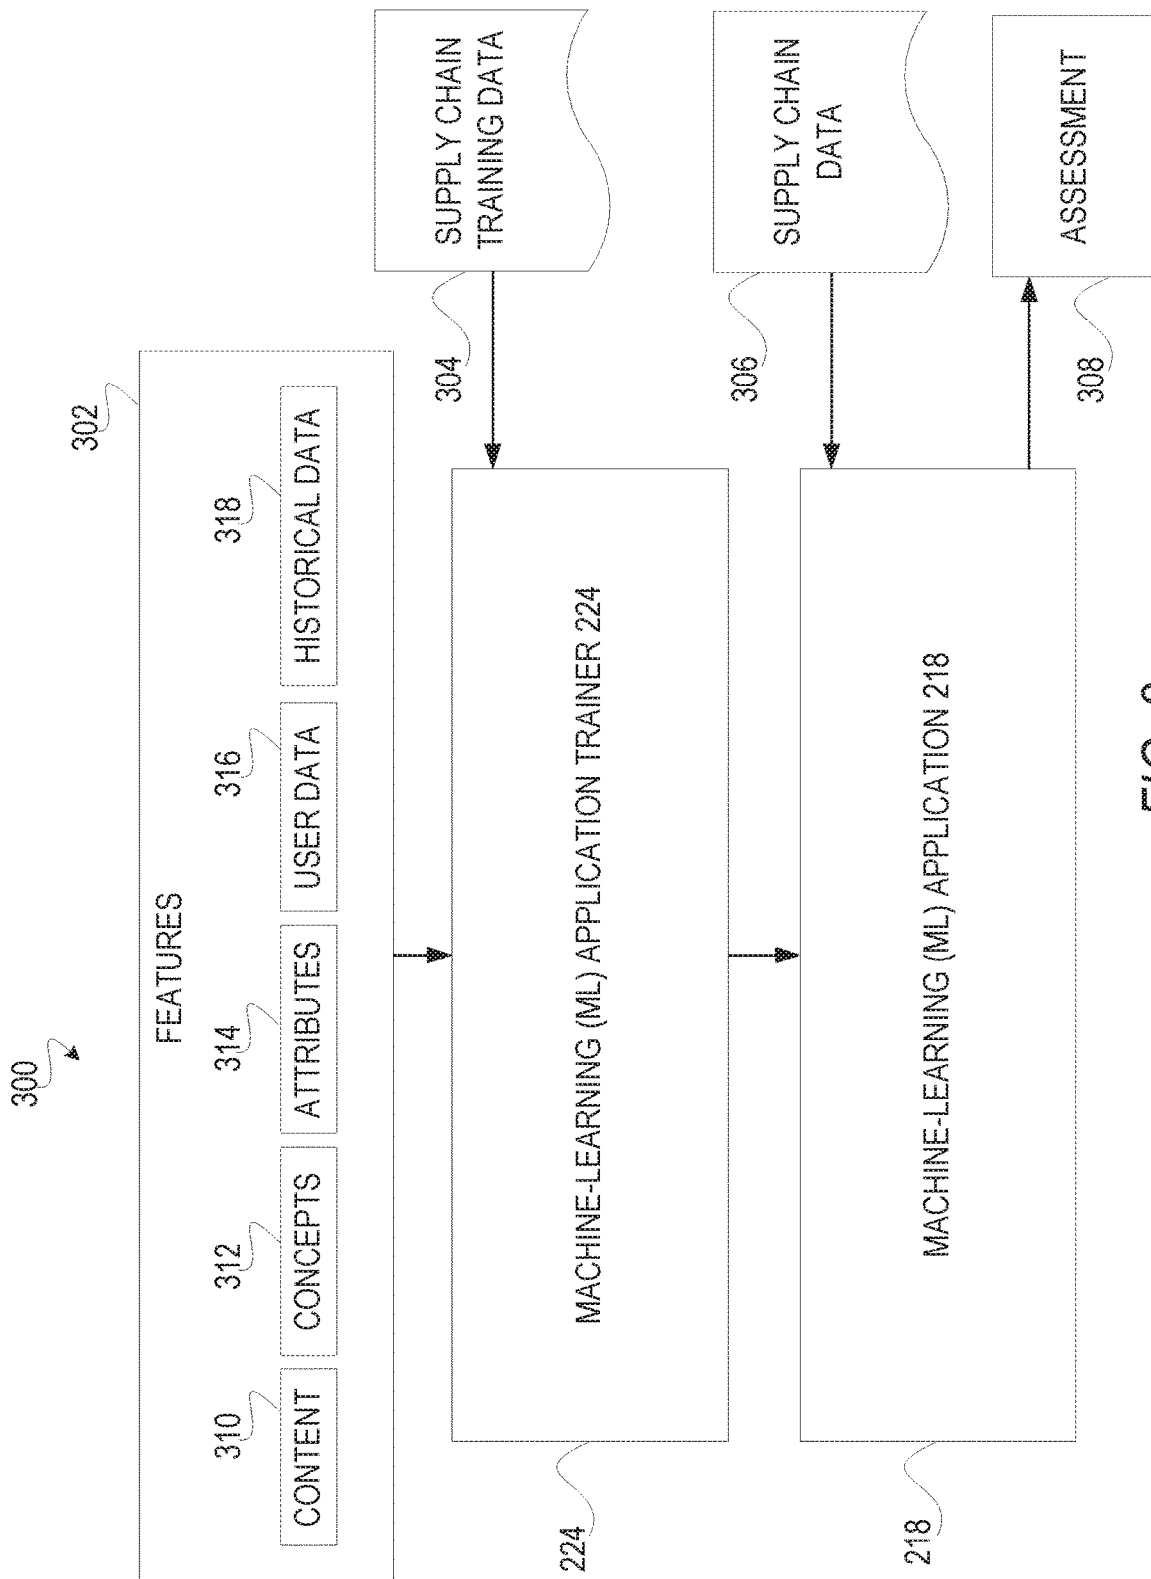 300
302
FEATURES
310 312 314 316 318
CONTENT CONCEPTS ATTRIBUTES USER DATA HISTORICAL DATA
304
SUPPLY CHAIN
TRAINING DATA
224
MACHINE-LEARNING (ML) APPLICATION TRAINER 224
306
SUPPLY CHAIN
DATA
218
MACHINE-LEARNING (ML) APPLICATION 218
308
ASSESSMENT
FIG.